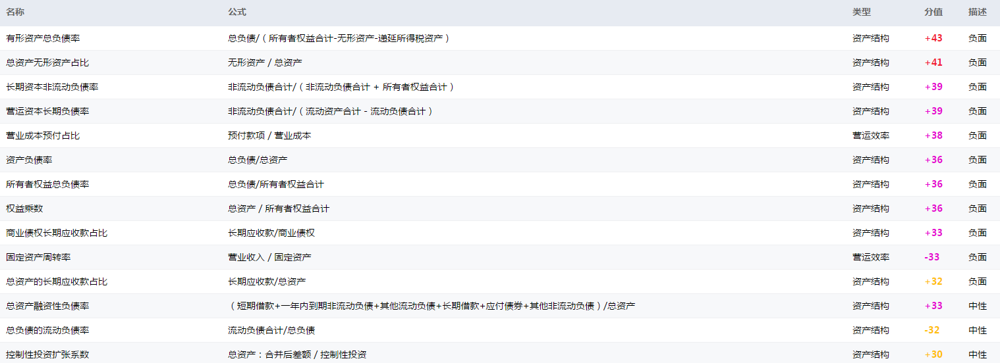 名称 公式 类型 分值 描述
有形资产总负债率 总负债/（所有者权益合计-无形资产-递延所得税资产） 资产结构 +43 负面
总资产无形资产占比 无形资产 / 总资产 资产结构 +41 负面
长期资本非流动负债率 非流动负债合计/（非流动负债合计 + 所有者权益合计） 资产结构 +39 负面
营运资本长期负债率 非流动负债合计/（流动资产合计 - 流动负债合计） 资产结构 +39 负面
营业成本预付占比 预付款项 / 营业成本 营运效率 +38 负面
资产负债率 总负债/总资产 资产结构 +36 负面
所有者权益总负债率 总负债/所有者权益合计 资产结构 +36 负面
权益乘数 总资产 / 所有者权益合计 资产结构 +36 负面
商业债权长期应收款占比 长期应收款/商业债权 资产结构 +33 负面
固定资产周转率 营业收入 / 固定资产 营运效率 -33 负面
总资产的长期应收款占比 长期应收款/总资产 资产结构 +32 负面
总资产融资性负债率 （短期借款+一年内到期非流动负债+其他流动负债+长期借款+应付债券+其他非流动负债）/总资产 资产结构 +33 中性
总负债的流动负债率 流动负债合计/总负债 资产结构 -32 中性
控制性投资扩张系数 总资产：合并后差额 / 控制性投资 资产结构 +30 中性